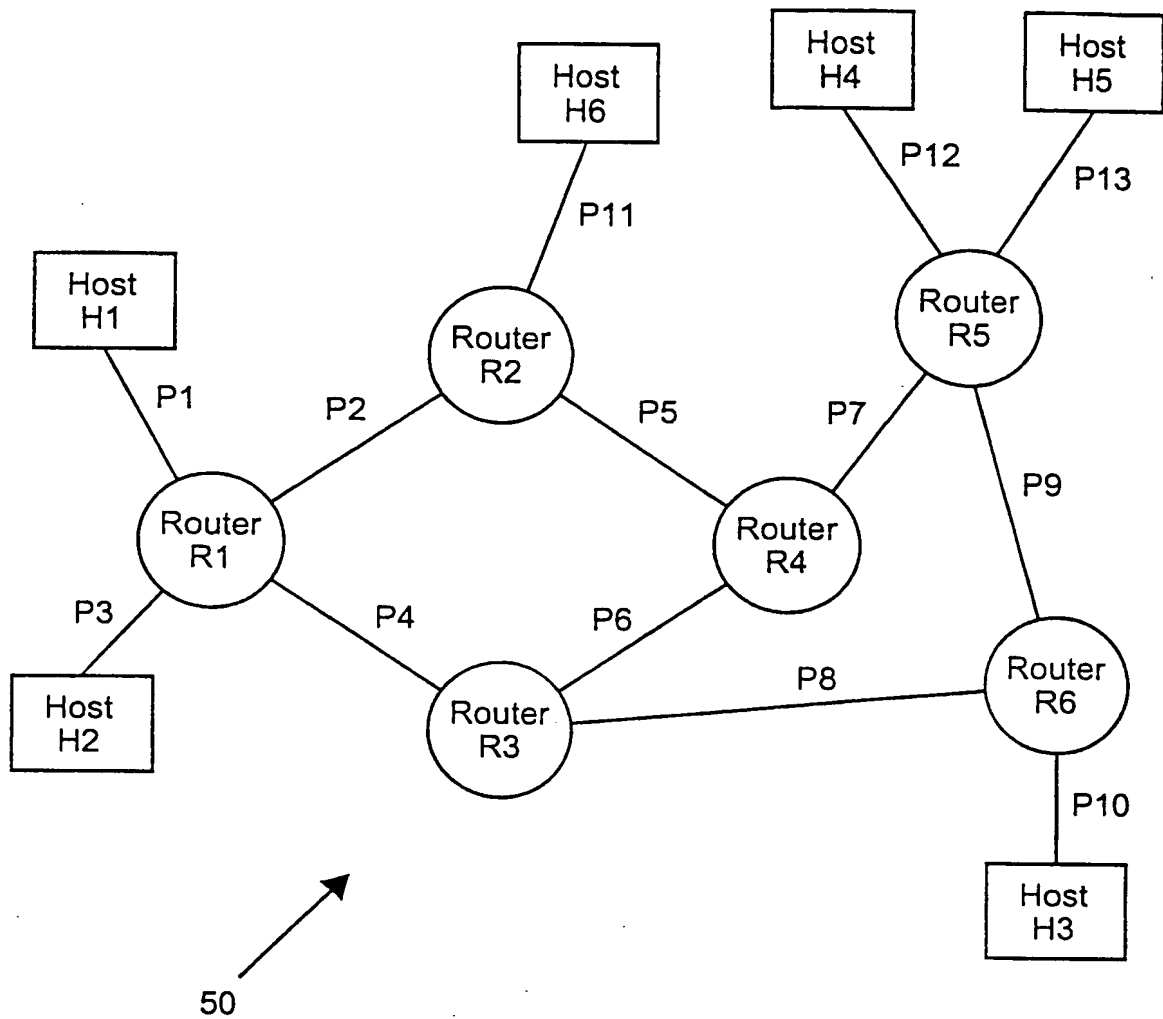 Host
H4
Host
H5
Host
H6
P12
P13
P11
Host
H1
Router
R5
Router
R2
P1
P2
P5
P7
P9
Router
R1
Router
R4
P3
P4
P6
Router
R6
P8
Host
H2
Router
R3
P10
Host
H3
50